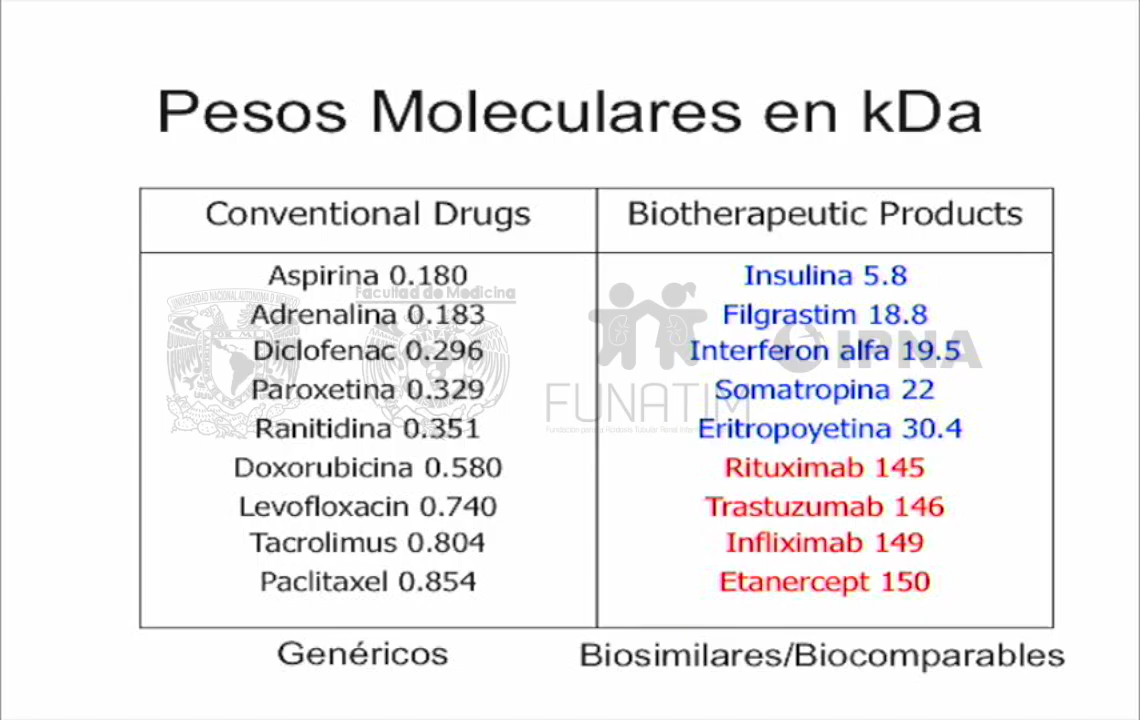 Pesos Moleculares en kDa
Conventional Drugs
Aspirina 0.180
Adrenalina 0.183
Diclofenac 0.296
Paroxetina 0.329
Ranitidina 0.351
Doxorubicina 0.580
Levofloxacin 0.740
Tacrolimus 0.804
Paclitaxel 0.854
Genéricos
Biotherapeutic Products
Insulina 5.8
Filgrastim 18.8
Interferon alfa 19.5
Somatropina 22
Eritropoyetina 30.4
Rituximab 145
Trastuzumab 146
Infliximab 149
Etanercept 150
Biosimilares/Biocomparables
Facultad de Medicina
FUNATIM
IPNA